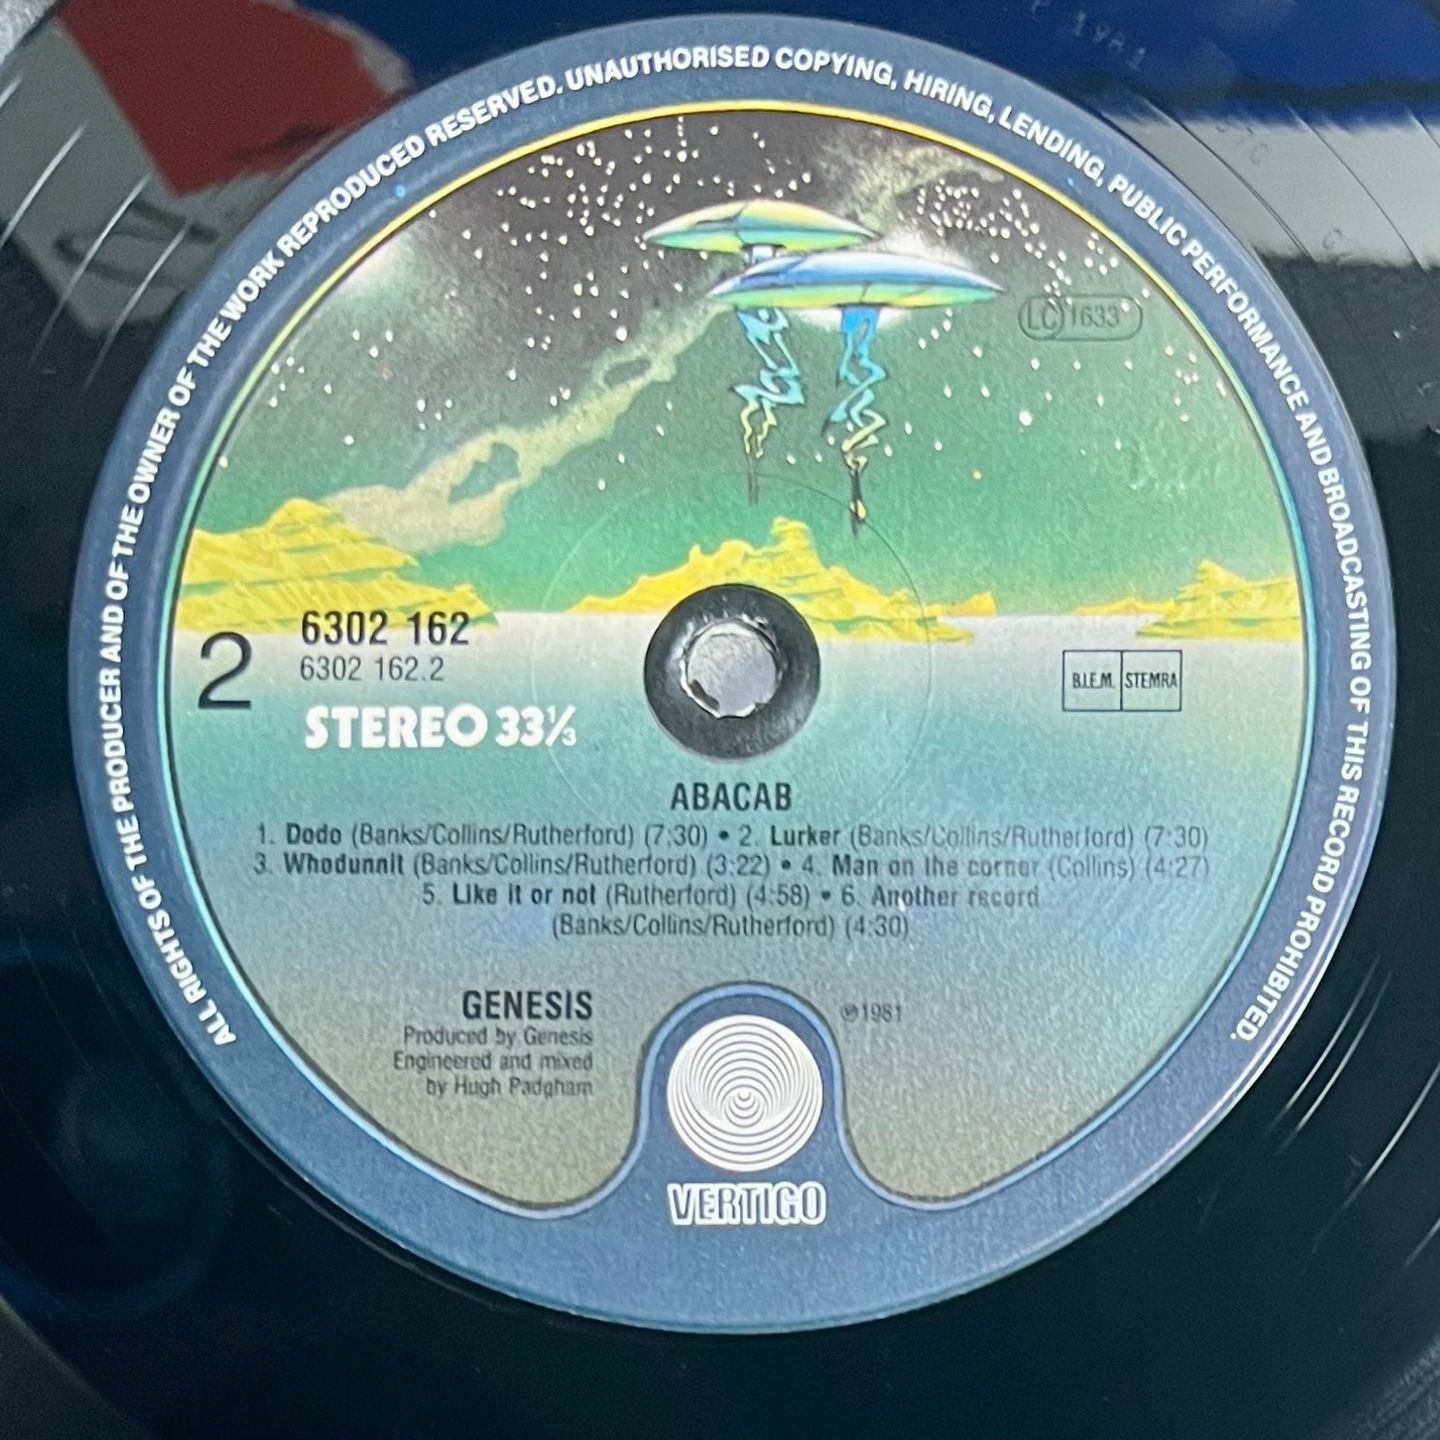 ALL RIGHTS OF THE PRODUCER AND OF THE OWNER OF THE WORK REPRODUCED RESERVED. UNAUTHORISED COPYING, HIRING, LENDING, PUBLIC PERFORMANCE AND BROADCASTING OF THIS RECORD PROHIBITED.
LC 1633
2
6302 162
6302 162.2
STEREO 33⅓
B.I.E.M. STEMRA
ABACAB
1. Dodo (Banks/Collins/Rutherford) (7:30) • 2. Lurker (Banks/Collins/Rutherford) (7:30)
3. Whodunnit (Banks/Collins/Rutherford) (3:22) • 4. Man on the corner (Collins) (4:27)
5. Like it or not (Rutherford) (4:58) • 6. Another record
(Banks/Collins/Rutherford) (4:30)
GENESIS
Produced by Genesis
Engineered and mixed
by Hugh Padgham
℗1981
VERTIGO